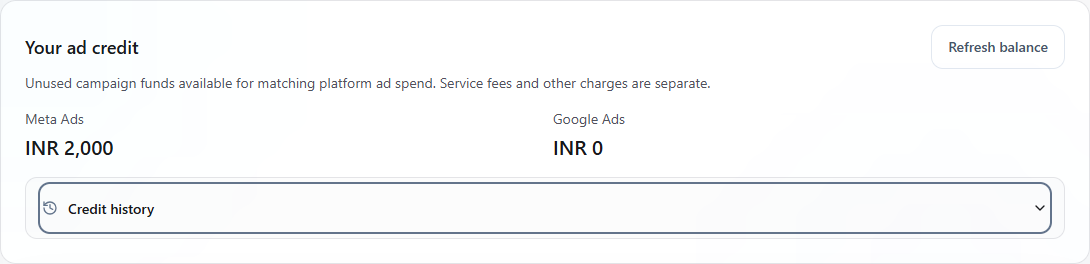 Your ad credit
Refresh balance
Unused campaign funds available for matching platform ad spend. Service fees and other charges are separate.
Meta Ads
Google Ads
INR 2,000
INR 0
Credit history